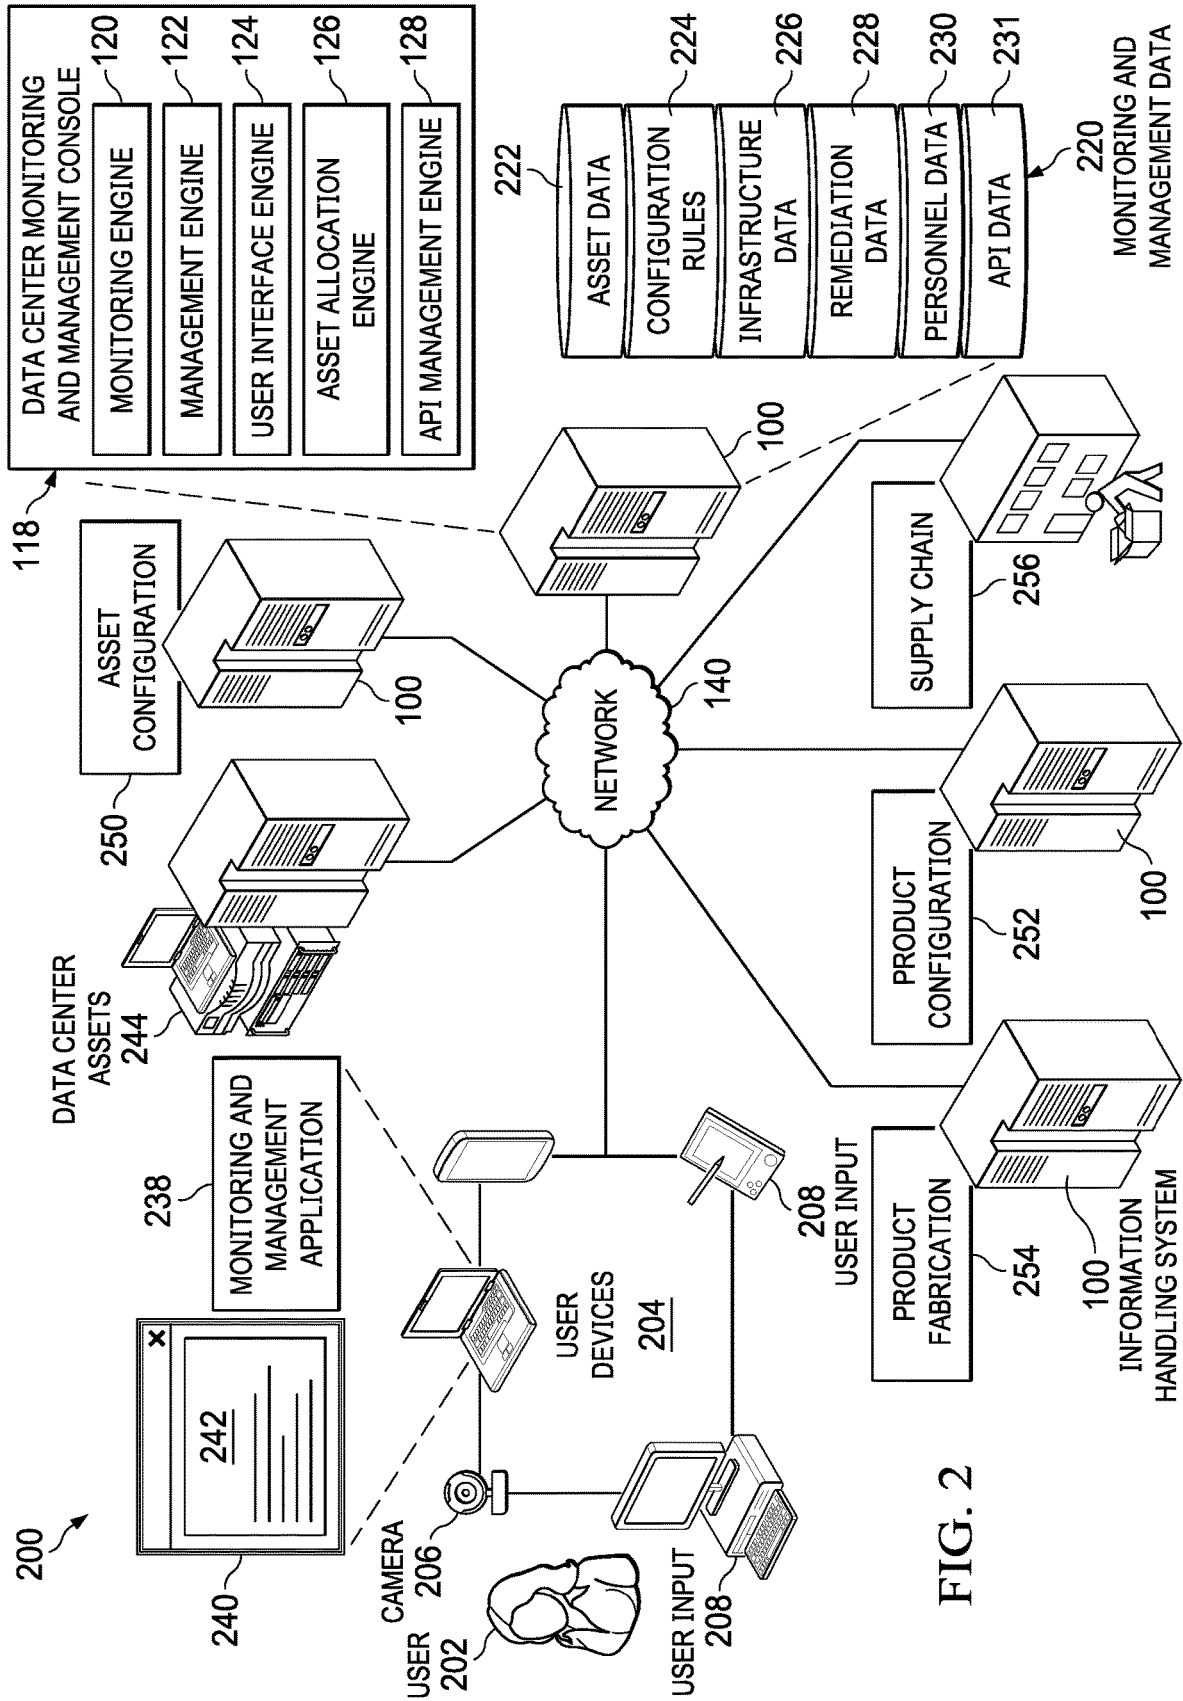 200
240
242
X
238
MONITORING AND
MANAGEMENT
APPLICATION
DATA CENTER
ASSETS
244
250
ASSET
CONFIGURATION
100
118
DATA CENTER MONITORING
AND MANAGEMENT CONSOLE
MONITORING ENGINE
120
MANAGEMENT ENGINE
122
USER INTERFACE ENGINE
124
ASSET ALLOCATION
ENGINE
126
API MANAGEMENT ENGINE
128
USER
202
CAMERA
206
USER
DEVICES
204
USER INPUT
208
USER INPUT
208
NETWORK
140
100
222
ASSET DATA
CONFIGURATION
RULES
224
INFRASTRUCTURE
DATA
226
REMEDIATION
DATA
228
PERSONNEL DATA
230
API DATA
231
220
MONITORING AND
MANAGEMENT DATA
PRODUCT
FABRICATION
254
100
INFORMATION
HANDLING SYSTEM
PRODUCT
CONFIGURATION
252
100
SUPPLY CHAIN
256
FIG. 2